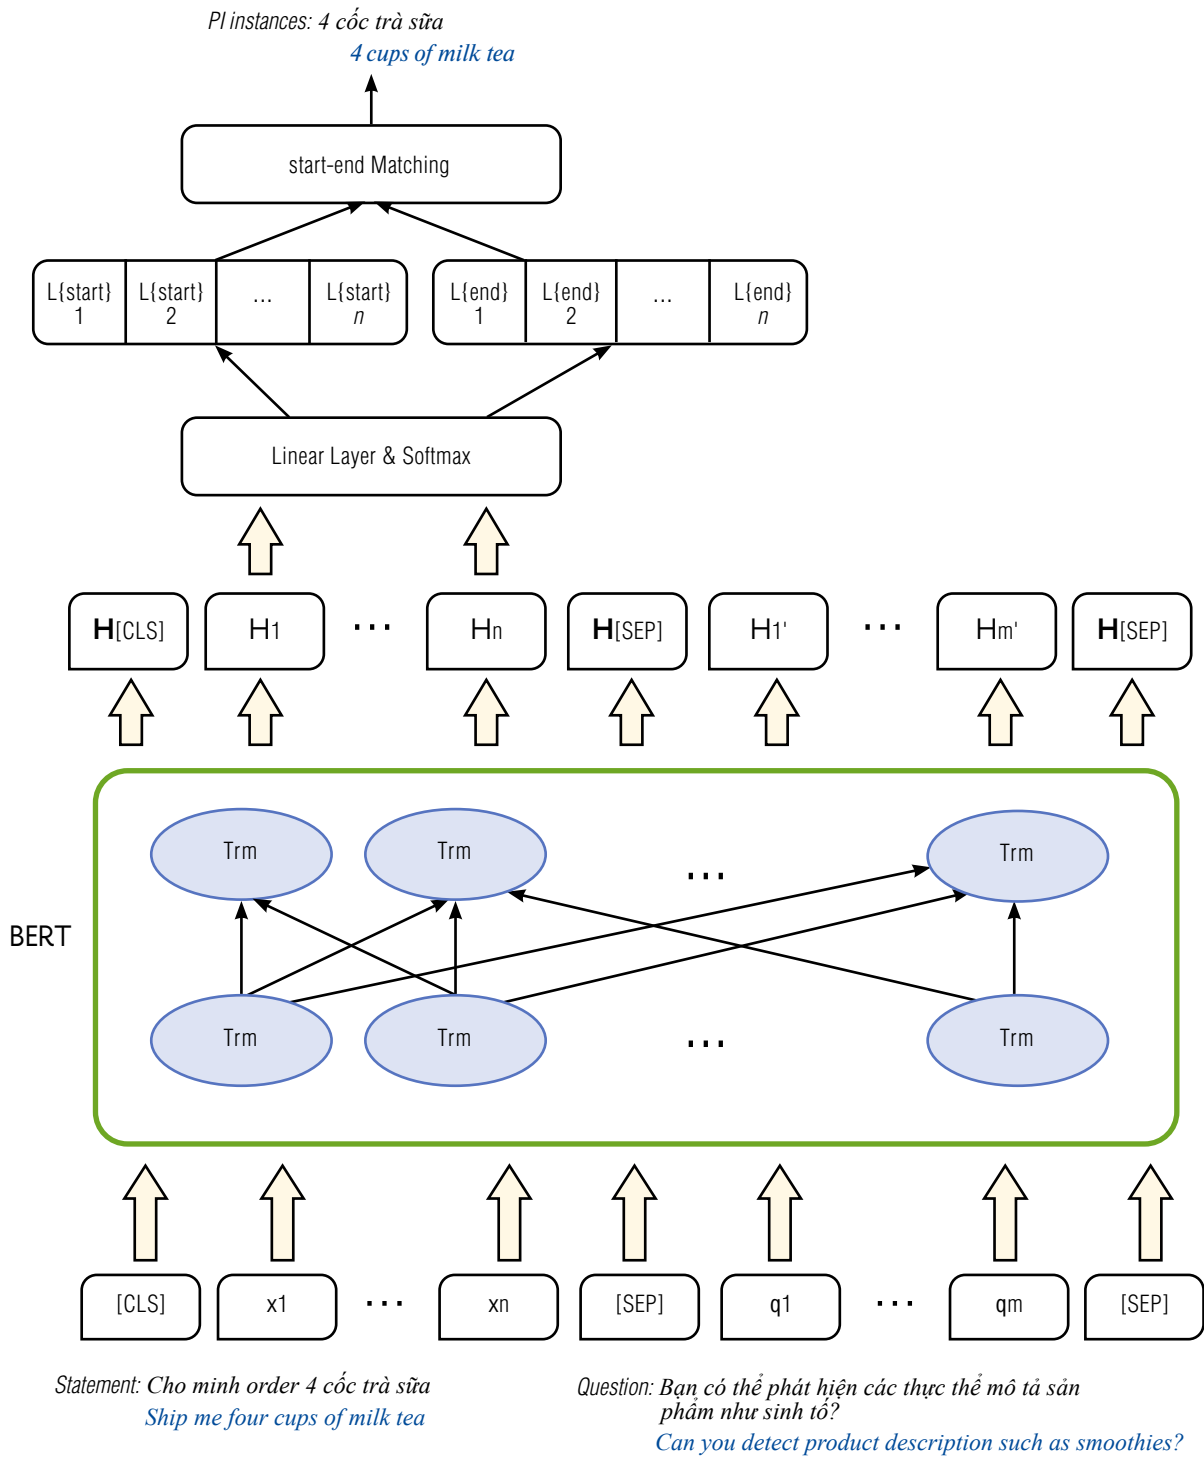 PI instances: 4 cốc trà sữa
4 cups of milk tea
start-end Matching
L{start} L{start} ... L{start} L{end} L{end} ... L{end}
1 2 n 1 2 n
Linear Layer & Softmax
H[CLS] H1 ... Hn H[SEP] H1' ... Hm' H[SEP]
Trm Trm ... Trm
BERT
Trm Trm ... Trm
[CLS] x1 ... xn [SEP] q1 ... qm [SEP]
Statement: Cho minh order 4 cốc trà sữa
Ship me four cups of milk tea
Question: Bạn có thể phát hiện các thực thể mô tả sản
phẩm như sinh tố?
Can you detect product description such as smoothies?